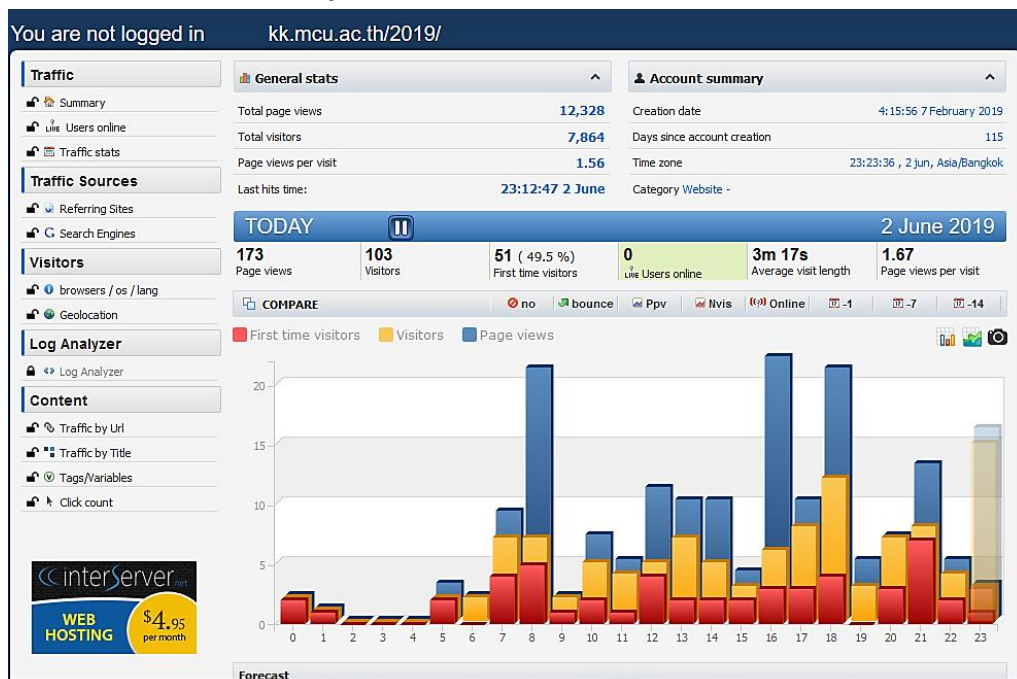 You are not logged in kk.mcu.ac.th/2019/
Traffic
Summary
LIVE Users online
Traffic stats
Traffic Sources
Referring Sites
G Search Engines
Visitors
browsers / os / lang
Geolocation
Log Analyzer
Log Analyzer
Content
Traffic by Url
Traffic by Title
Tags/Variables
Click count
interServer.net
WEB HOSTING
$4.95
per month
General stats
Total page views 12,328
Total visitors 7,864
Page views per visit 1.56
Last hits time: 23:12:47 2 June
Account summary
Creation date 4:15:56 7 February 2019
Days since account creation 115
Time zone 23:23:36 , 2 jun, Asia/Bangkok
Category Website -
TODAY 2 June 2019
173 103 51 ( 49.5 %) 0 3m 17s 1.67
Page views Visitors First time visitors LIVE Users online Average visit length Page views per visit
COMPARE no bounce Ppv Nvis Online -1 -7 -14
First time visitors Visitors Page views
20
15
10
5
0
0 1 2 3 4 5 6 7 8 9 10 11 12 13 14 15 16 17 18 19 20 21 22 23
Forecast